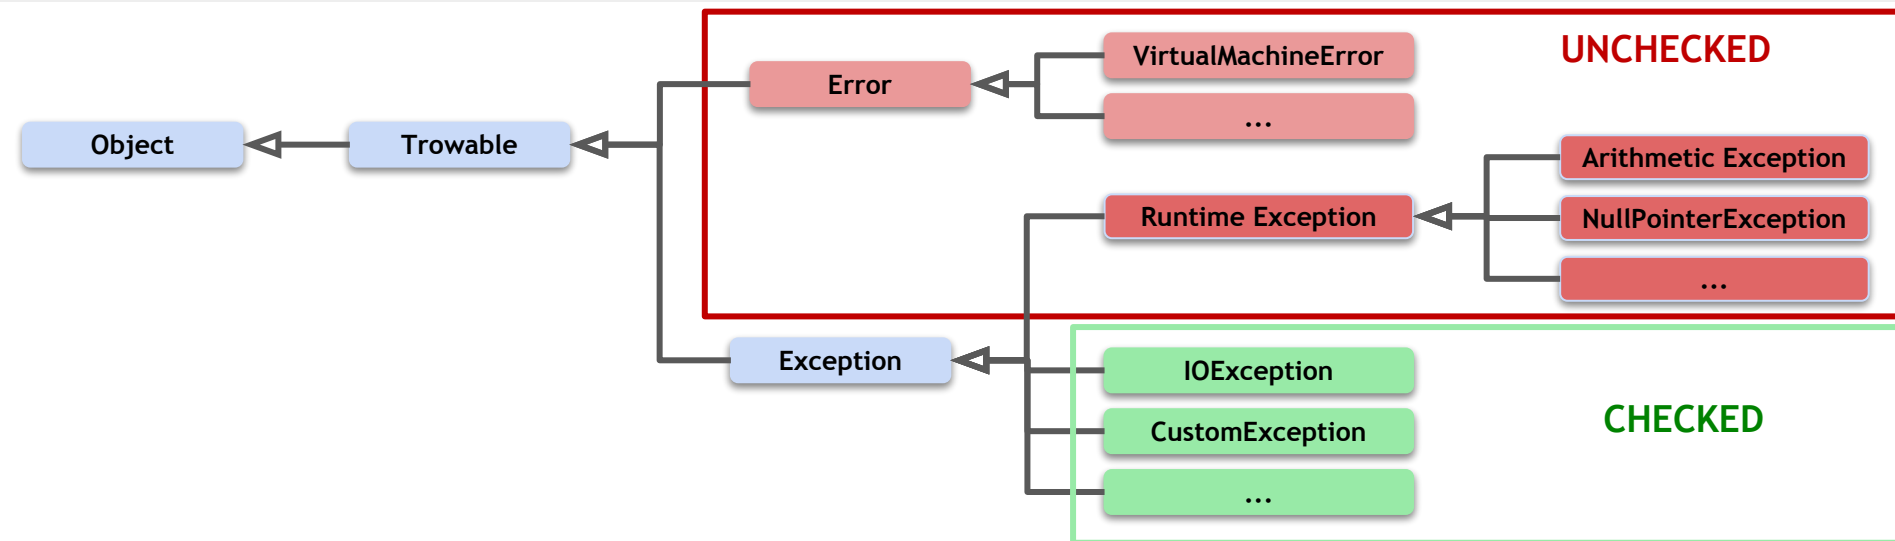 UNCHECKED
VirtualMachineError
Error
...
Object
Trowable
Arithmetic Exception
Runtime Exception
NullPointerException
...
Exception
IOException
CHECKED
CustomException
...